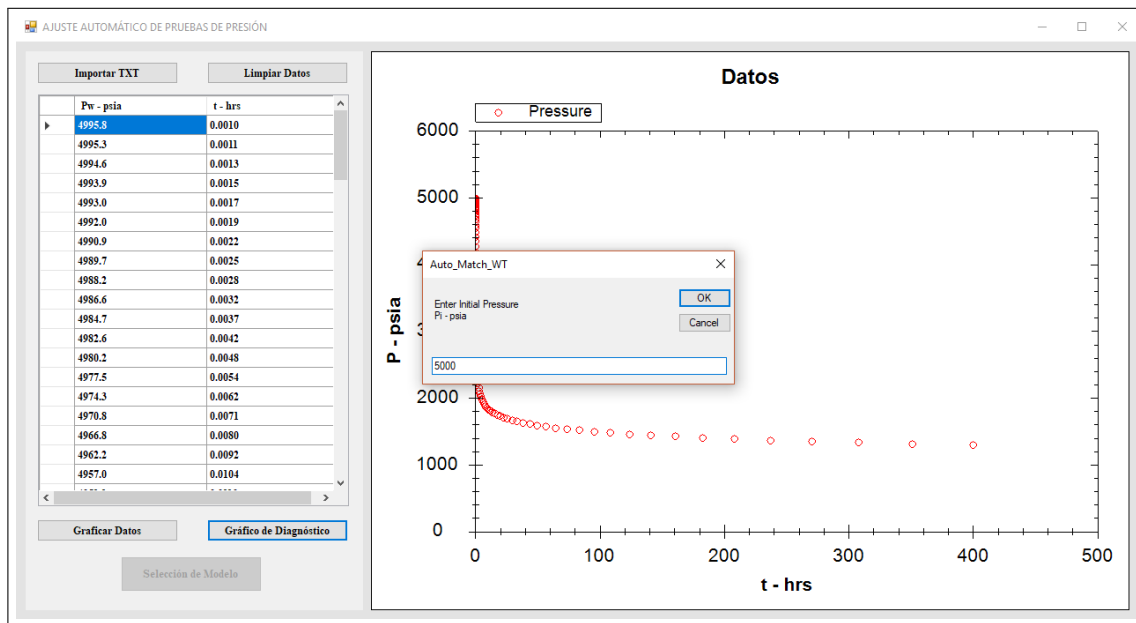 AJUSTE AUTOMÁTICO DE PRUEBAS DE PRESIÓN
Importar TXT
Limpiar Datos
Pw - psia t - hrs
4995.8 0.0010
4995.3 0.0011
4994.6 0.0013
4993.9 0.0015
4993.0 0.0017
4992.0 0.0019
4990.9 0.0022
4989.7 0.0025
4988.2 0.0028
4986.6 0.0032
4984.7 0.0037
4982.6 0.0042
4980.2 0.0048
4977.5 0.0054
4974.3 0.0062
4970.8 0.0071
4966.8 0.0080
4962.2 0.0092
4957.0 0.0104
Graficar Datos
Gráfico de Diagnóstico
Selección de Modelo
Datos
Pressure
6000
5000
4
3
2000
1000
0
P - psia
0 100 200 300 400 500
t - hrs
Auto_Match_WT
Enter Initial Pressure
Pi - psia
OK
Cancel
5000